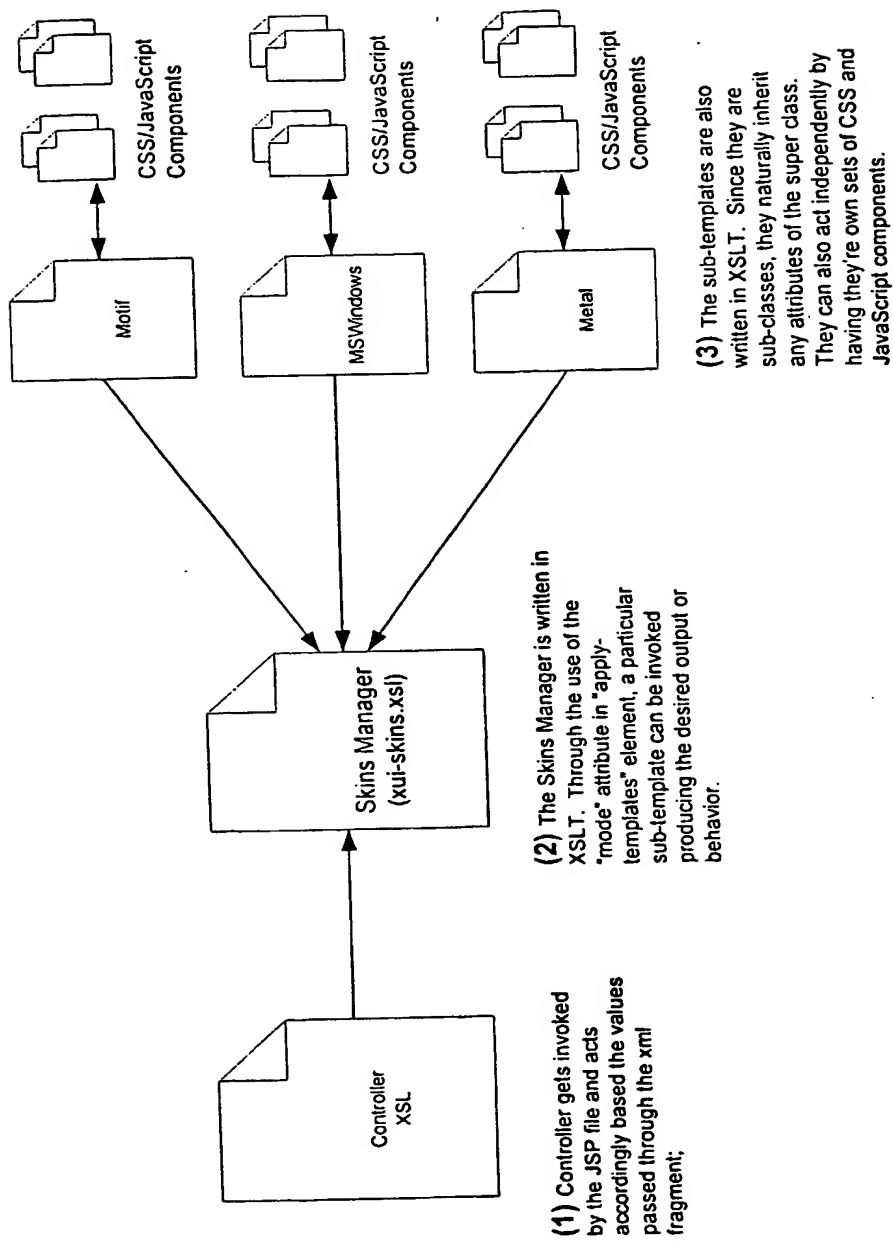 Controller
XSL
(1) Controller gets invoked
by the JSP file and acts
accordingly based the values
passed through the xml
fragment;
Skins Manager
(xui-skins.xsl)
(2) The Skins Manager is written in
XSLT. Through the use of the
"mode" attribute in "apply-
templates" element, a particular
sub-template can be invoked
producing the desired output or
behavior.
Motif
CSS/JavaScript
Components
MSWindows
CSS/JavaScript
Components
Metal
CSS/JavaScript
Components
(3) The sub-templates are also
written in XSLT. Since they are
sub-classes, they naturally inherit
any attributes of the super class.
They can also act independently by
having they're own sets of CSS and
JavaScript components.